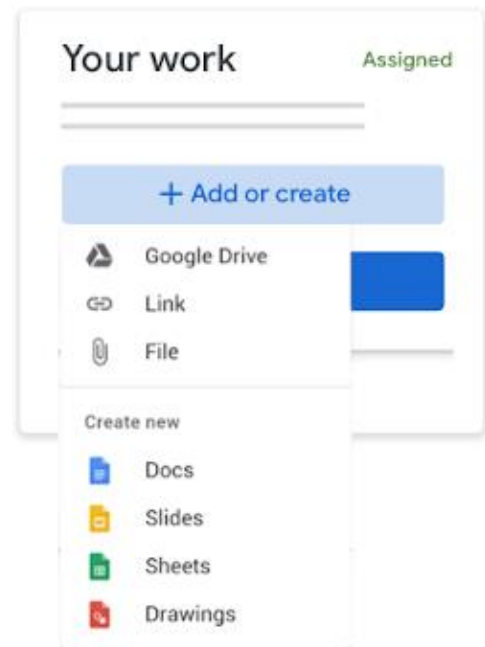 Your work
Assigned
+ Add or create
Google Drive
Link
File
Create new
Docs
Slides
Sheets
Drawings